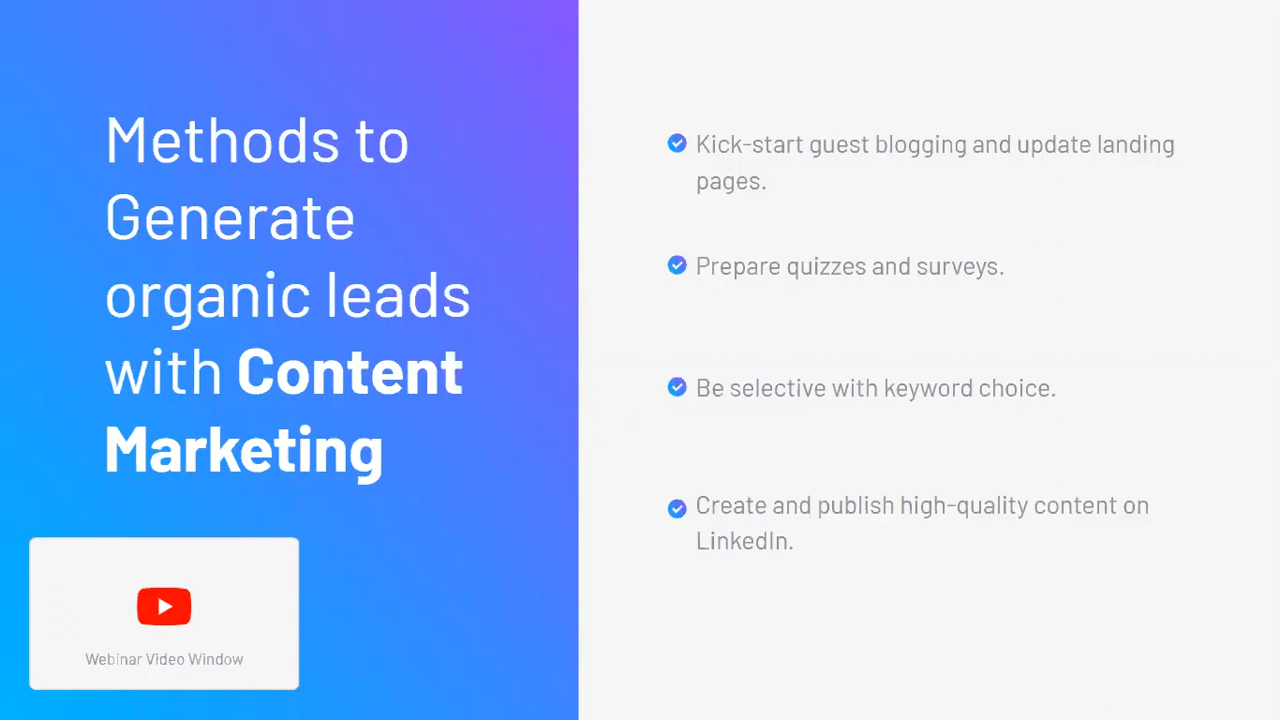 Methods to
Generate
organic leads
with Content
Marketing
Kick-start guest blogging and update landing
pages.
Prepare quizzes and surveys.
Be selective with keyword choice.
Create and publish high-quality content on
LinkedIn.
Webinar Video Window